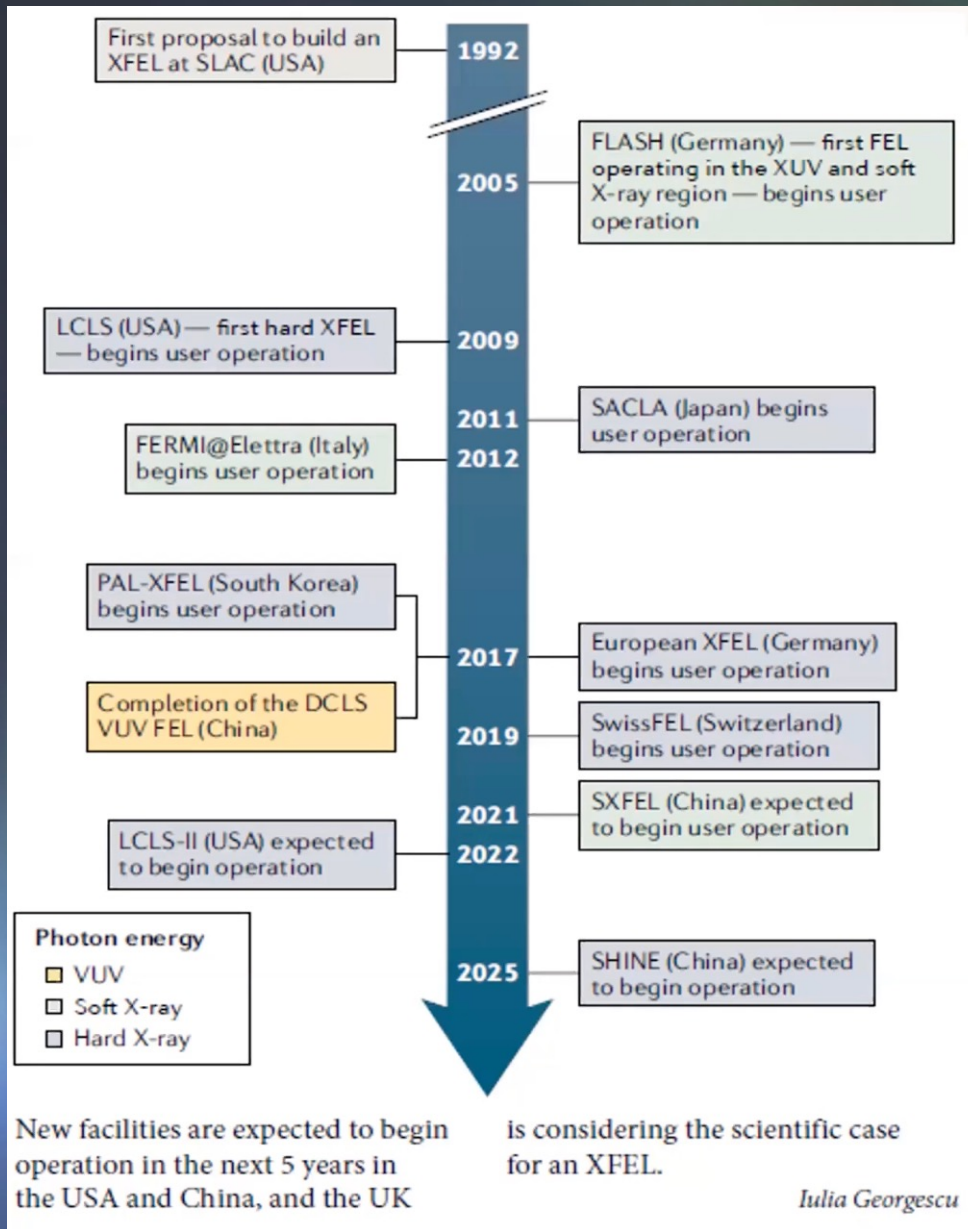 First proposal to build an
XFEL at SLAC (USA)
1992
FLASH (Germany) — first FEL
operating in the XUV and soft
X-ray region — begins user
operation
2005
LCLS (USA) — first hard XFEL
— begins user operation
2009
2011
SACLA (Japan) begins
user operation
FERMI@Elettra (Italy)
begins user operation
2012
PAL-XFEL (South Korea)
begins user operation
2017
European XFEL (Germany)
begins user operation
Completion of the DCLS
VUV FEL (China)
2019
SwissFEL (Switzerland)
begins user operation
2021
SXFEL (China) expected
to begin user operation
LCLS-II (USA) expected
to begin operation
2022
2025
SHINE (China) expected
to begin operation
Photon energy
VUV
Soft X-ray
Hard X-ray
New facilities are expected to begin
operation in the next 5 years in
the USA and China, and the UK
is considering the scientific case
for an XFEL.
Iulia Georgescu